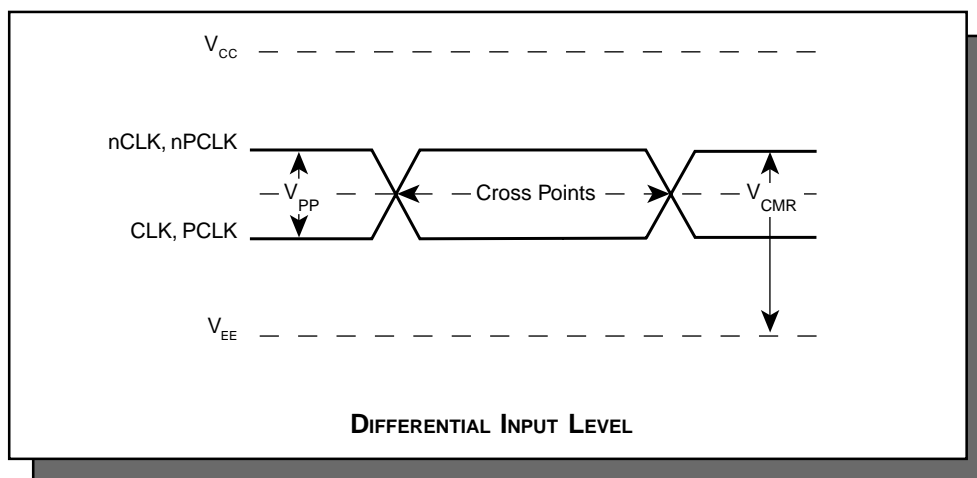 VCC
nCLK, nPCLK
VPP
Cross Points
VCMR
CLK, PCLK
VEE
DIFFERENTIAL INPUT LEVEL